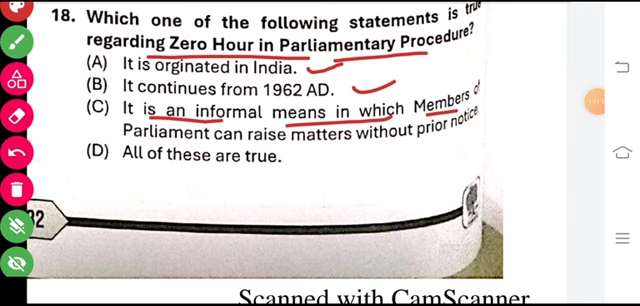 18. Which one of the following statements is true
regarding Zero Hour in Parliamentary Procedure?
(A) It is orginated in India.
(B) It continues from 1962 AD.
(C) It is an informal means in which Members of
Parliament can raise matters without prior notice.
(D) All of these are true.
Scanned with CamScanner